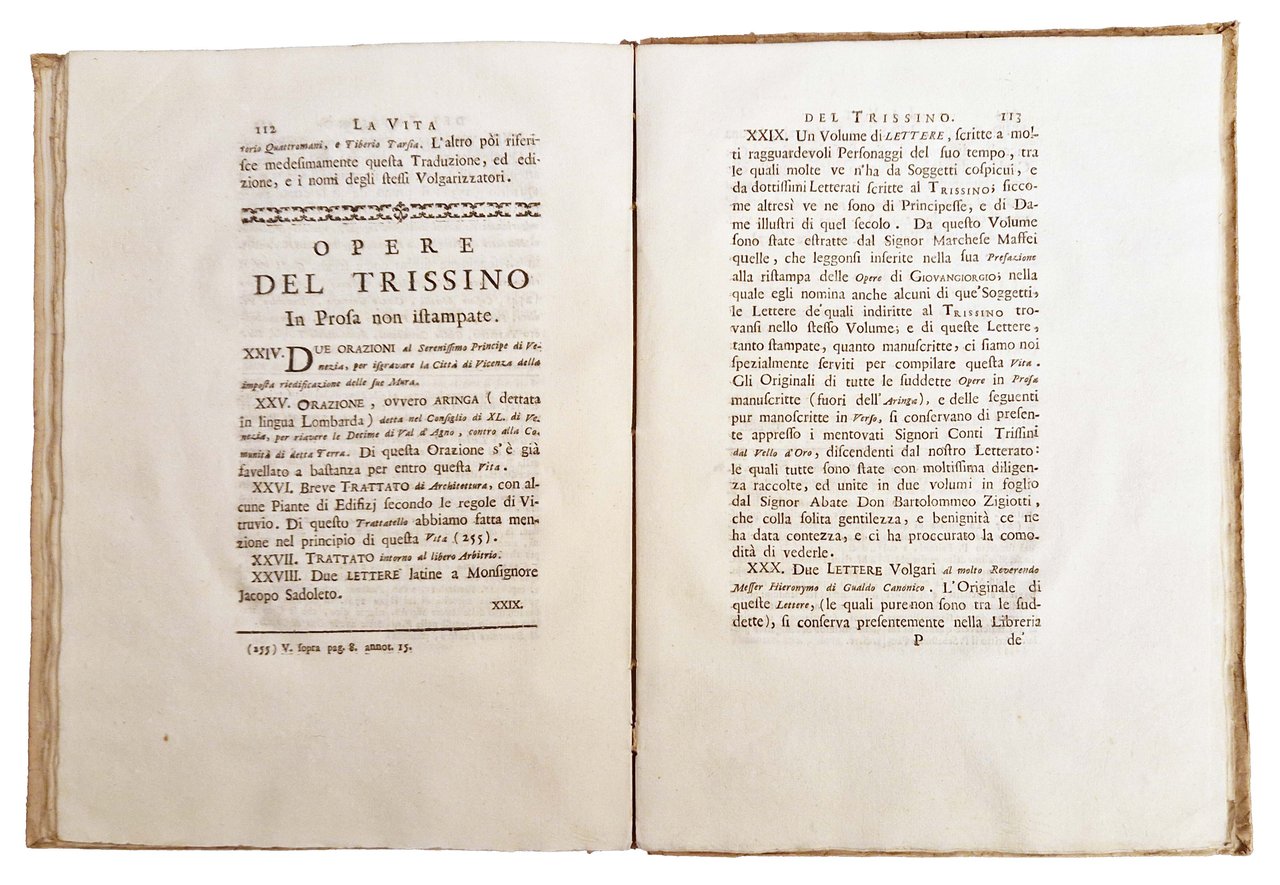 112 LA VITA
torio Quattromani, e Tiberio Tarsia. L'altro pòi riferi-
ſce medeſimamente queſta Traduzione, ed edi-
zione, e i nomi degli ſteſſi Volgarizzatori.
OPERE
DEL TRISSINO
In Proſa non iſtampate.
XXIV. DUE ORAZIONI al Sereniſſimo Principe di Ve-
nezia, per iſgravare la Città di Vicenza della
impoſta riedificazione delle ſue Mura.
XXV. ORAZIONE, ovvero ARINGA (dettata
in lingua Lombarda) detta nel Conſiglio di XL. di Ve-
nezia, per riavere le Decime di Val d'Agno, contro alla Co-
munità di detta Terra. Di queſta Orazione s'è già
favellato a baſtanza per entro queſta Vita.
XXVI. Breve TRATTATO di Architettura, con al-
cune Piante di Edifizj ſecondo le regole di Vi-
truvio. Di queſto Trattatello abbiamo fatta men-
zione nel principio di queſta Vita (255).
XXVII. TRATTATO intorno al libero Arbitrio.
XXVIII. Due LETTERE latine a Monſignore
Jacopo Sadoleto.
XXIX.
(255) V. ſopra pag. 8. annot. 15.
DEL TRISSINO. 113
XXIX. Un Volume di LETTERE, ſcritte a mol-
ti ragguardevoli Perſonaggi del ſuo tempo, tra
le quali molte ve n'ha da Soggetti coſpicui, e
da dottiſſimi Letterati ſcritte al TRISSINO; ſicco-
me altresì ve ne ſono di Principeſſe, e di Da-
me illuſtri di quel ſecolo. Da queſto Volume
ſono ſtate eſtratte dal Signor Marcheſe Maffei
quelle, che leggonſi inſerite nella ſua Prefazione
alla riſtampa delle Opere di GIOVANGIORGIO; nella
quale egli nomina anche alcuni di que' Soggetti,
le Lettere de' quali indiritte al TRISSINO tro-
vanſi nello ſteſſo Volume; e di queſte Lettere,
tanto ſtampate, quanto manuſcritte, ci ſiamo noi
ſpezialmente ſerviti per compilare queſta Vita.
Gli Originali di tutte le ſuddette Opere in Proſa
manuſcritte (fuori dell'Aringa), e delle ſeguenti
pur manoſcritte in Verſo, ſi conſervano di preſen-
te appreſſo i mentovati Signori Conti Triſſini
dal Vello d'Oro, diſcendenti dal noſtro Letterato:
le quali tutte ſono ſtate con moltiſſima diligen-
za raccolte, ed unite in due volumi in foglio
dal Signor Abate Don Bartolommeo Zigiotti,
che colla ſolita gentilezza, e benignità ce ne
ha data contezza, e ci ha proccurato la como-
dità di vederle.
XXX. Due LETTERE Volgari al molto Reverendo
Meſſer Hieronymo di Gualdo Canonico. L'Originale di
queſte Lettere, (le quali pure non ſono tra le ſud-
dette), ſi conſerva preſentemente nella Libreria
P de'